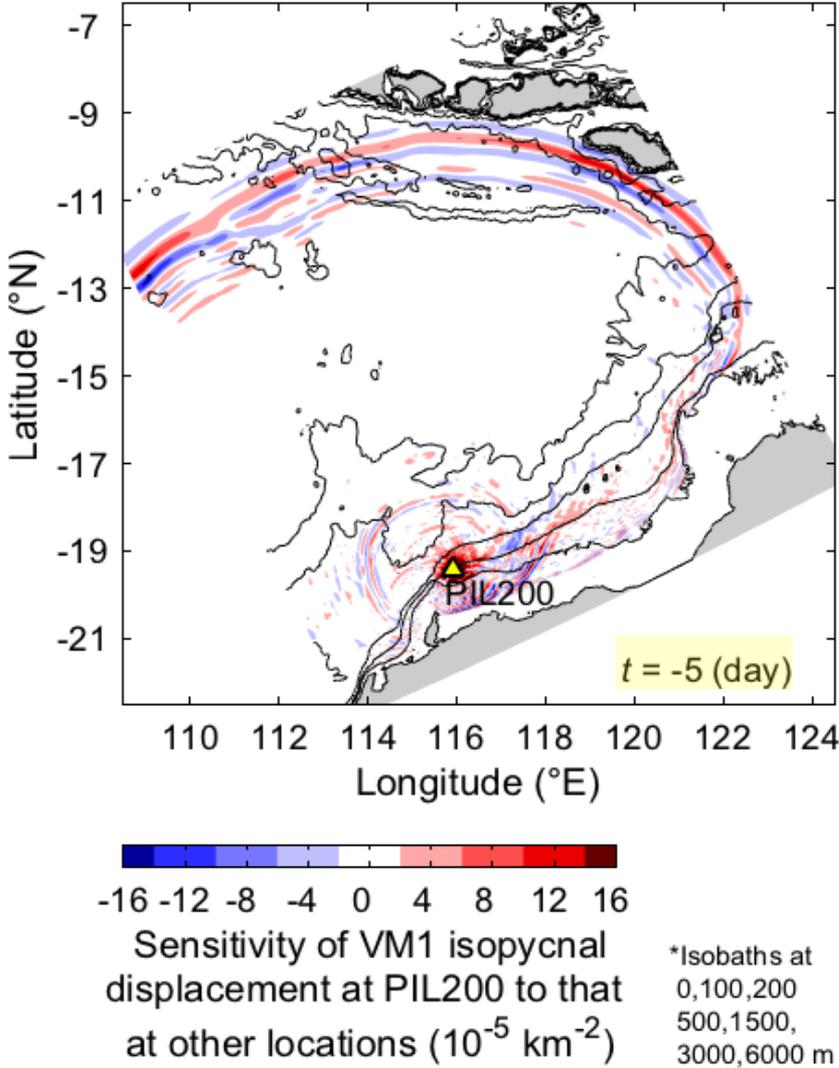 -7
-9
-11
-13
-15
-17
-19
-21
Latitude (°N)
PIL200
t = -5 (day)
110 112 114 116 118 120 122 124
Longitude (°E)
-16 -12 -8 -4 0 4 8 12 16
Sensitivity of VM1 isopycnal
displacement at PIL200 to that
at other locations (10⁻⁵ km⁻²)
*Isobaths at
0,100,200
500,1500,
3000,6000 m